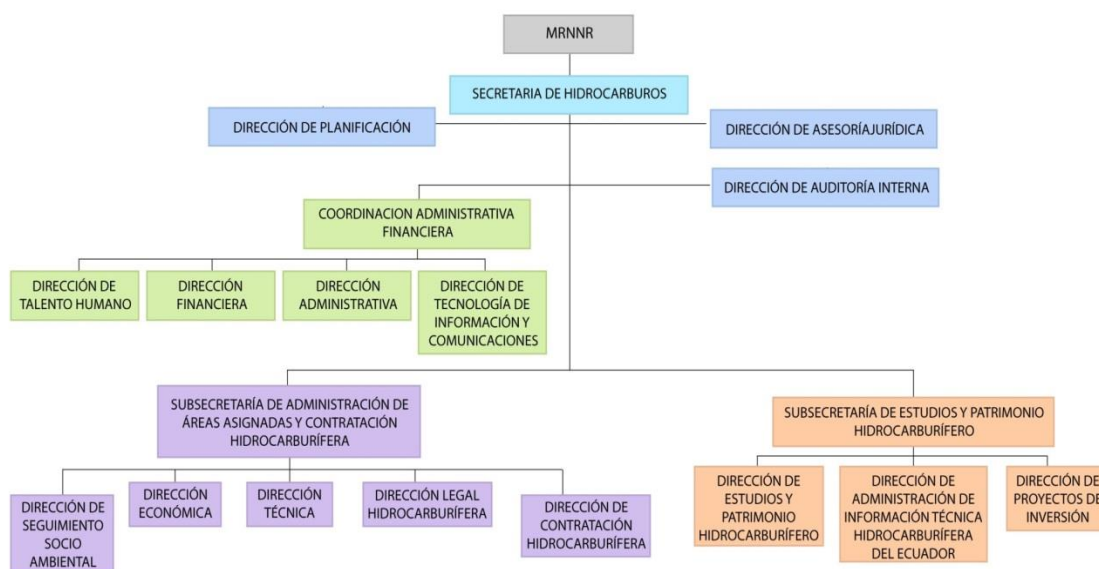 MRNNR
SECRETARIA DE HIDROCARBUROS
DIRECCIÓN DE PLANIFICACIÓN
DIRECCIÓN DE ASESORÍAJURÍDICA
DIRECCIÓN DE AUDITORÍA INTERNA
COORDINACION ADMINISTRATIVA
FINANCIERA
DIRECCIÓN DE
TALENTO HUMANO
DIRECCIÓN
FINANCIERA
DIRECCIÓN
ADMINISTRATIVA
DIRECCIÓN DE
TECNOLOGÍA DE
INFORMACIÓN Y
COMUNICACIONES
SUBSECRETARÍA DE ADMINISTRACIÓN DE
ÁREAS ASIGNADAS Y CONTRATACIÓN
HIDROCARBURÍFERA
SUBSECRETARÍA DE ESTUDIOS Y PATRIMONIO
HIDROCARBURÍFERO
DIRECCIÓN DE
SEGUIMIENTO
SOCIO
AMBIENTAL
DIRECCIÓN
ECONÓMICA
DIRECCIÓN
TÉCNICA
DIRECCIÓN LEGAL
HIDROCARBURÍFERA
DIRECCIÓN DE
CONTRATACIÓN
HIDROCARBURÍFERA
DIRECCIÓN DE
ESTUDIOS Y
PATRIMONIO
HIDROCARBURÍFERO
DIRECCIÓN DE
ADMINISTRACIÓN DE
INFORMACIÓN TÉCNICA
HIDROCARBURÍFERA
DEL ECUADOR
DIRECCIÓN DE
PROYECTOS DE
INVERSIÓN